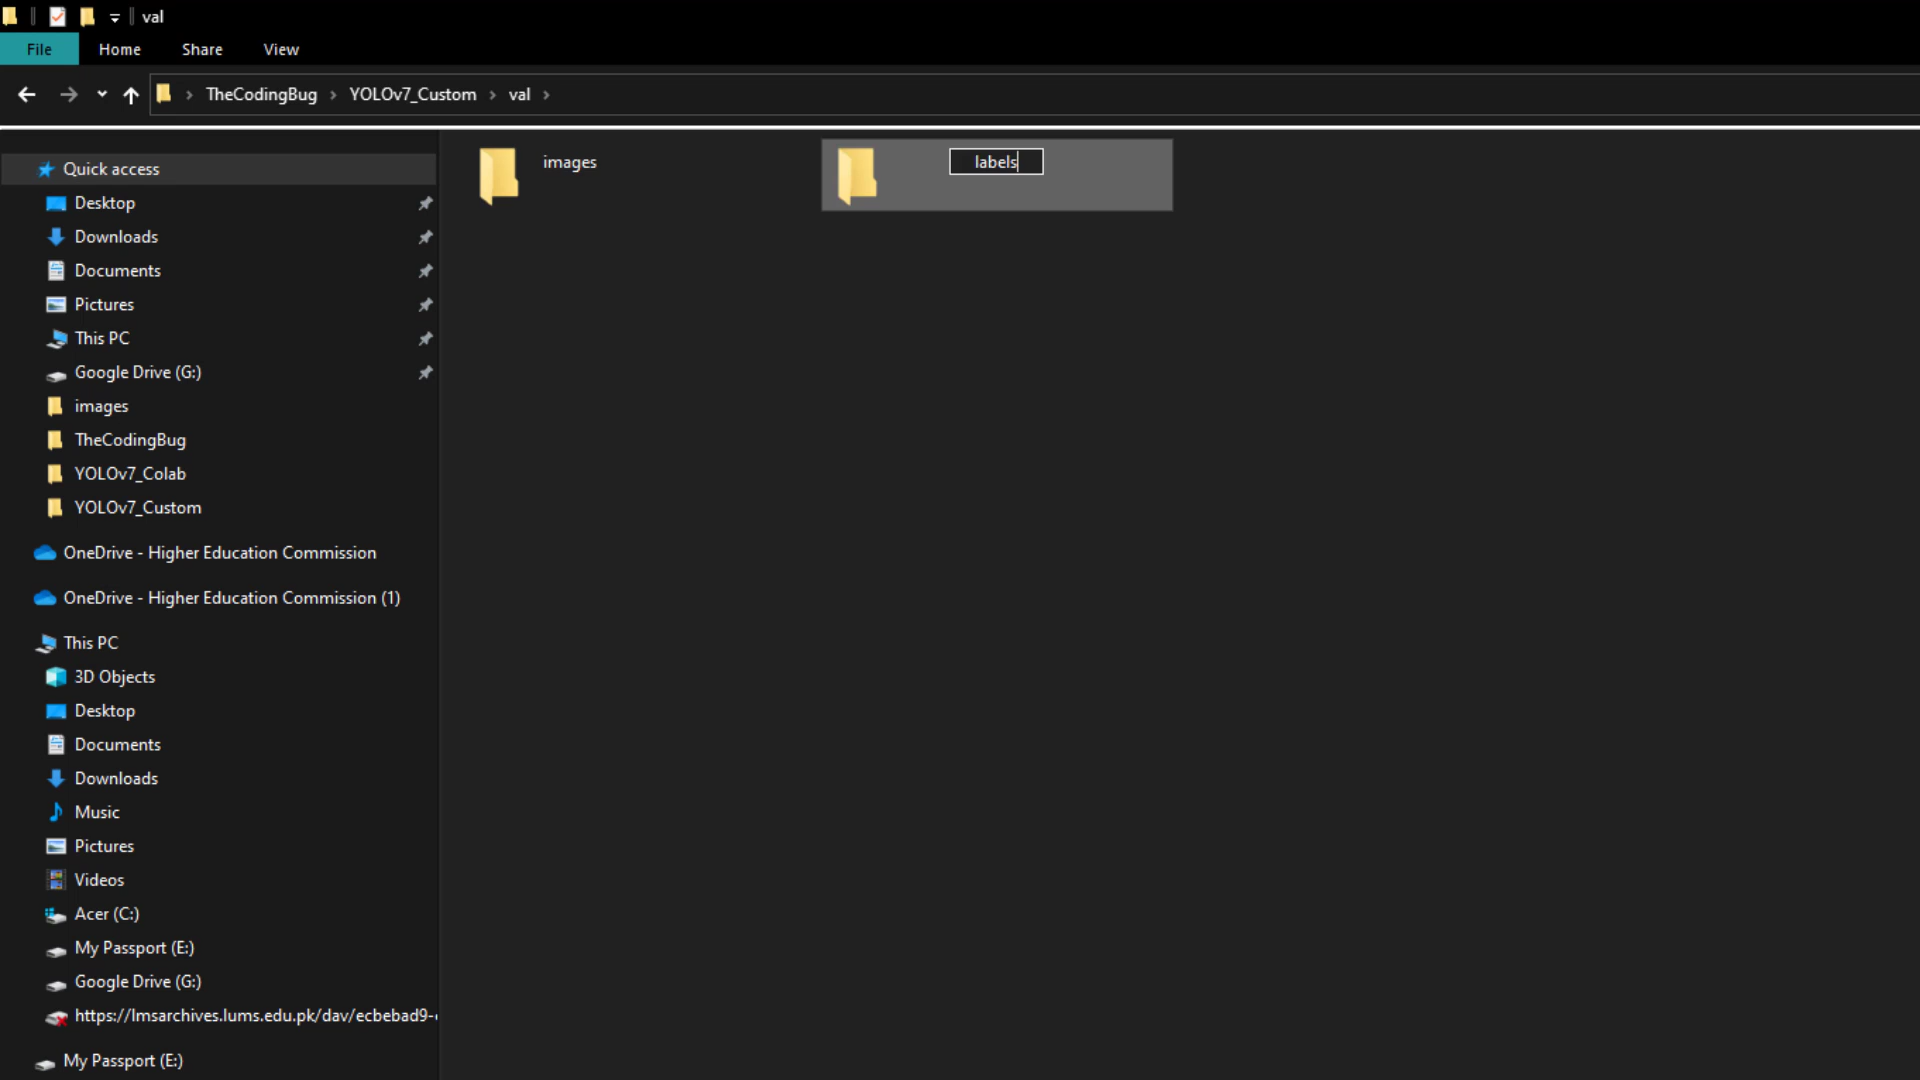 val
File Home Share View
TheCodingBug YOLOv7_Custom val
images labels
Quick access
Desktop
Downloads
Documents
Pictures
This PC
Google Drive (G:)
images
TheCodingBug
YOLOv7_Colab
YOLOv7_Custom
OneDrive - Higher Education Commission
OneDrive - Higher Education Commission (1)
This PC
3D Objects
Desktop
Documents
Downloads
Music
Pictures
Videos
Acer (C:)
My Passport (E:)
Google Drive (G:)
https://lmsarchives.lums.edu.pk/dav/ecbebad9-
My Passport (E:)